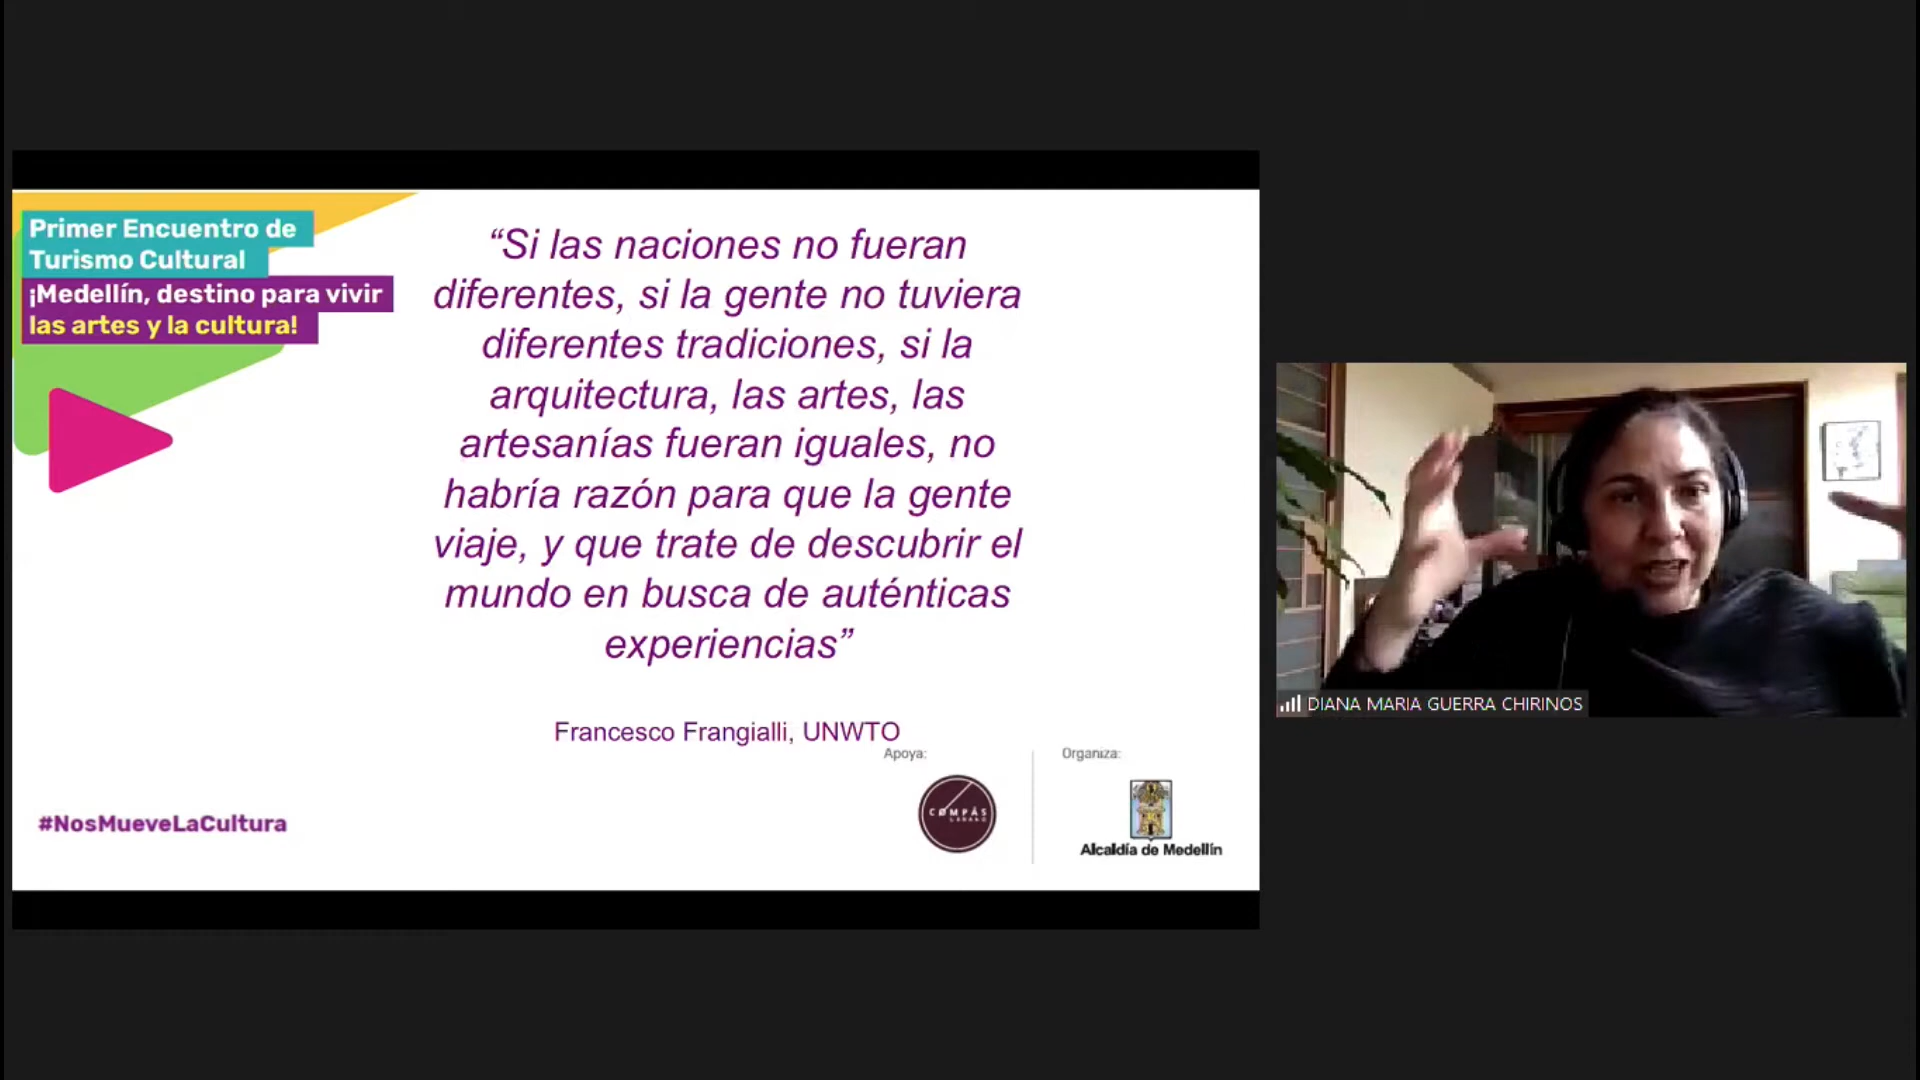 Primer Encuentro de
Turismo Cultural
¡Medellín, destino para vivir
las artes y la cultura!
“Si las naciones no fueran
diferentes, si la gente no tuviera
diferentes tradiciones, si la
arquitectura, las artes, las
artesanías fueran iguales, no
habría razón para que la gente
viaje, y que trate de descubrir el
mundo en busca de auténticas
experiencias”
Francesco Frangialli, UNWTO
Apoya:
COMPÁS
URBANO
Organiza:
Alcaldía de Medellín
#NosMueveLaCultura
DIANA MARIA GUERRA CHIRINOS